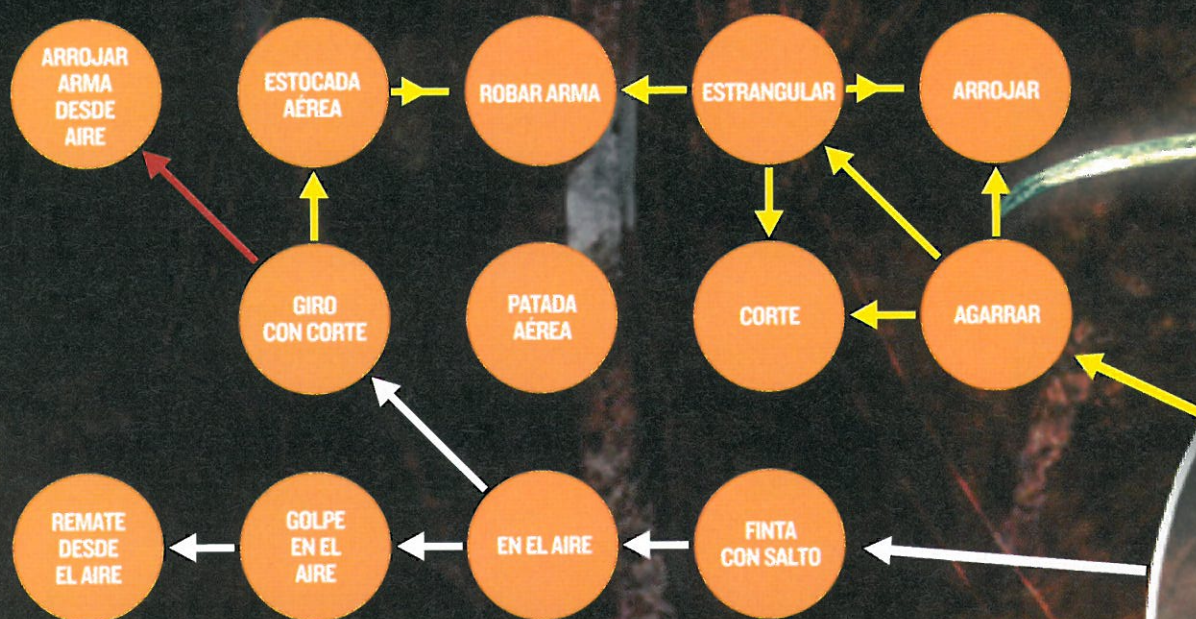 ARROJAR
ARMA
DESDE
AIRE
ESTOCADA
AÉREA
ROBAR ARMA
ESTRANGULAR
ARROJAR
GIRO
CON CORTE
PATADA
AÉREA
CORTE
AGARRAR
REMATE
DESDE
EL AIRE
GOLPE
EN EL
AIRE
EN EL AIRE
FINTA
CON SALTO